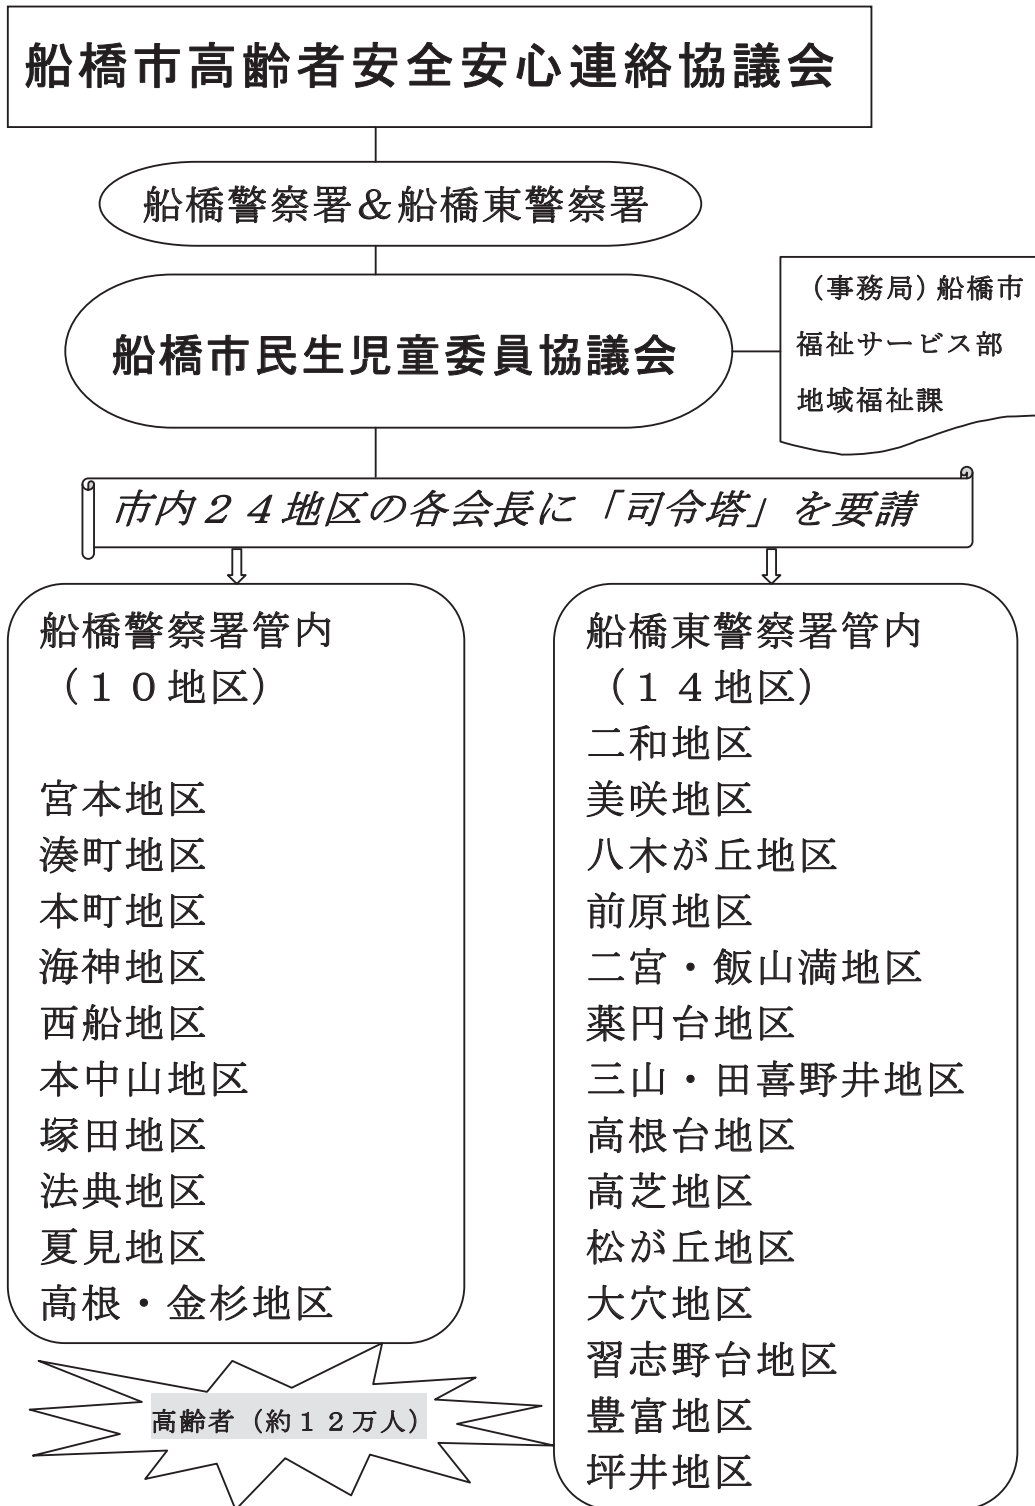 船橋市高齢者安全安心連絡協議会
船橋警察署&船橋東警察署
船橋市民生児童委員協議会
(事務局)船橋市
福祉サービス部
地域福祉課
市内24地区の各会長に「司令塔」を要請
船橋警察署管内
(10地区)
宮本地区
湊町地区
本町地区
海神地区
西船地区
本中山地区
塚田地区
法典地区
夏見地区
高根・金杉地区
船橋東警察署管内
(14地区)
二和地区
美咲地区
八木が丘地区
前原地区
二宮・飯山満地区
薬円台地区
三山・田喜野井地区
高根台地区
高芝地区
松が丘地区
大穴地区
習志野台地区
豊富地区
坪井地区
高齢者(約12万人)